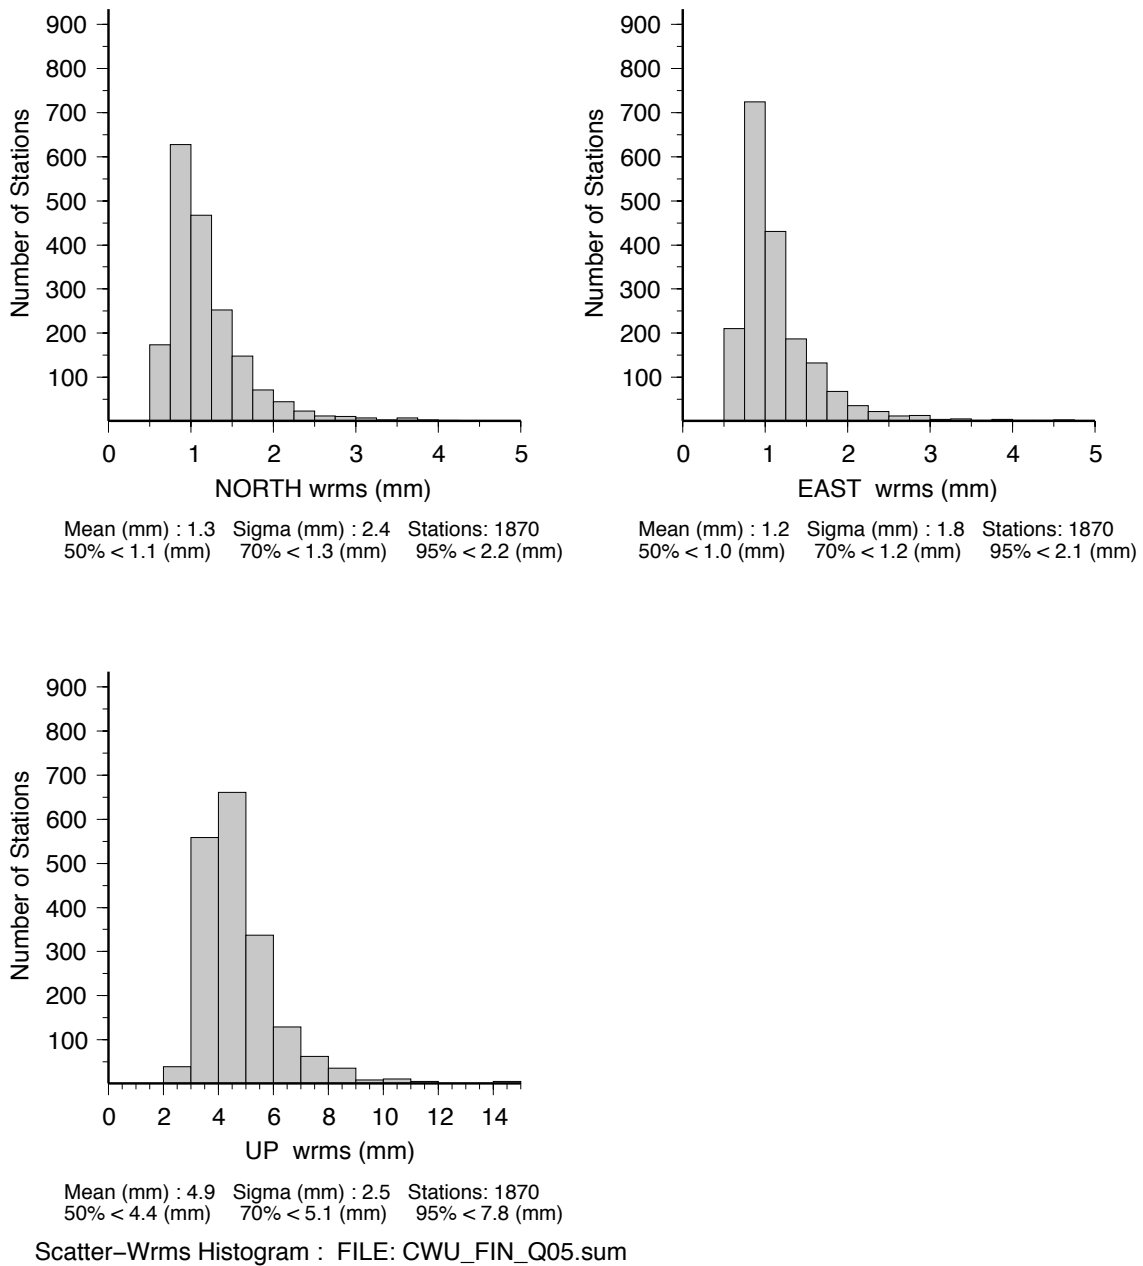 900
800
700
600
500
400
300
200
100
Number of Stations
0 1 2 3 4 5
NORTH wrms (mm)
Mean (mm) : 1.3 Sigma (mm) : 2.4 Stations: 1870
50% < 1.1 (mm) 70% < 1.3 (mm) 95% < 2.2 (mm)
900
800
700
600
500
400
300
200
100
Number of Stations
0 1 2 3 4 5
EAST wrms (mm)
Mean (mm) : 1.2 Sigma (mm) : 1.8 Stations: 1870
50% < 1.0 (mm) 70% < 1.2 (mm) 95% < 2.1 (mm)
900
800
700
600
500
400
300
200
100
Number of Stations
0 2 4 6 8 10 12 14
UP wrms (mm)
Mean (mm) : 4.9 Sigma (mm) : 2.5 Stations: 1870
50% < 4.4 (mm) 70% < 5.1 (mm) 95% < 7.8 (mm)
Scatter–Wrms Histogram : FILE: CWU_FIN_Q05.sum